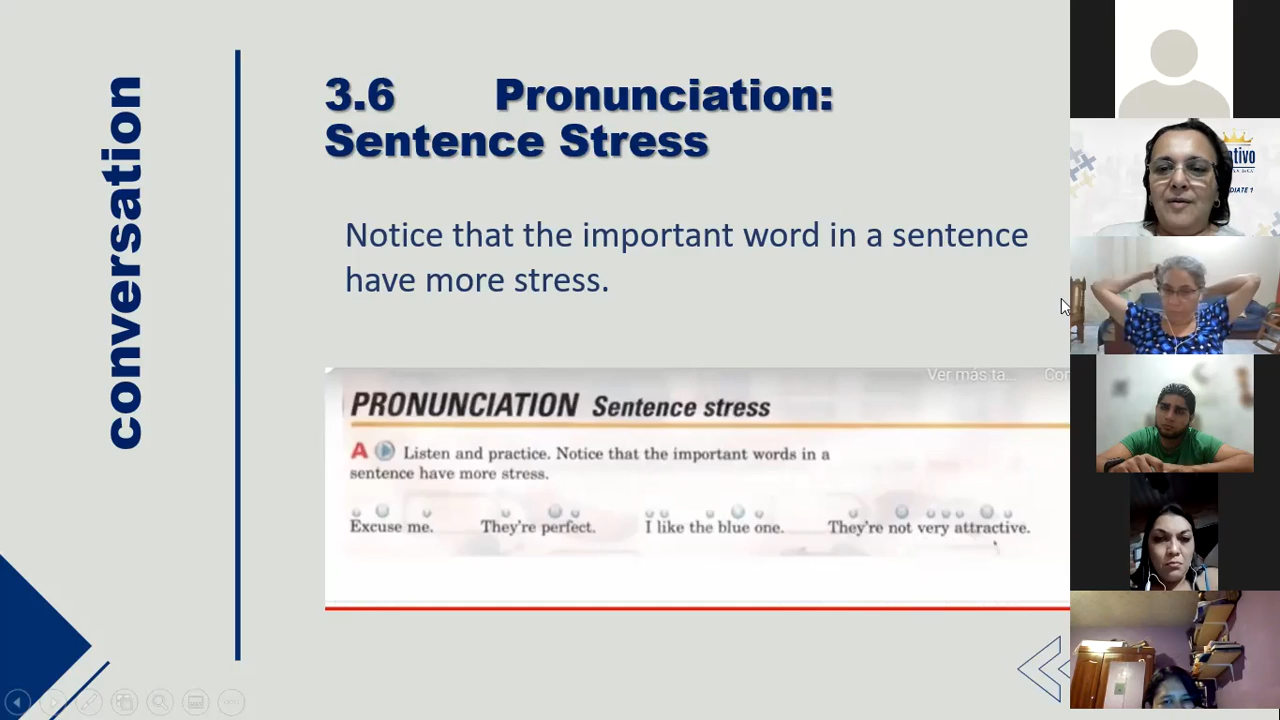 conversation
3.6 Pronunciation:
Sentence Stress
Notice that the important word in a sentence
have more stress.
Ver más ta...
PRONUNCIATION Sentence stress
A Listen and practice. Notice that the important words in a
sentence have more stress.
Excuse me. They're perfect. I like the blue one. They're not very attractive.